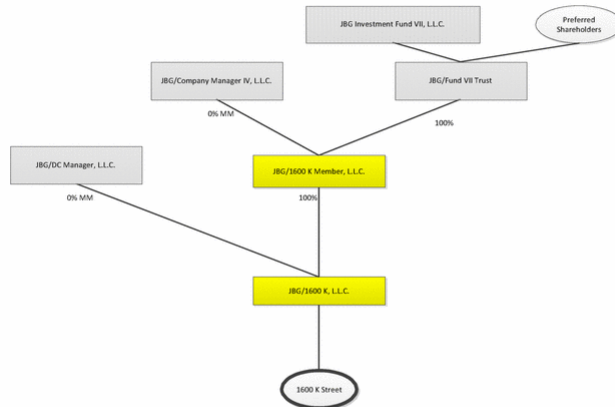 JBG Investment Fund VII, L.L.C.
Preferred
Shareholders
JBG/Company Manager IV, L.L.C.
JBG/Fund VII Trust
0% MM
100%
JBG/DC Manager, L.L.C.
JBG/1600 K Member, L.L.C.
0% MM
100%
JBG/1600 K, L.L.C.
1600 K Street